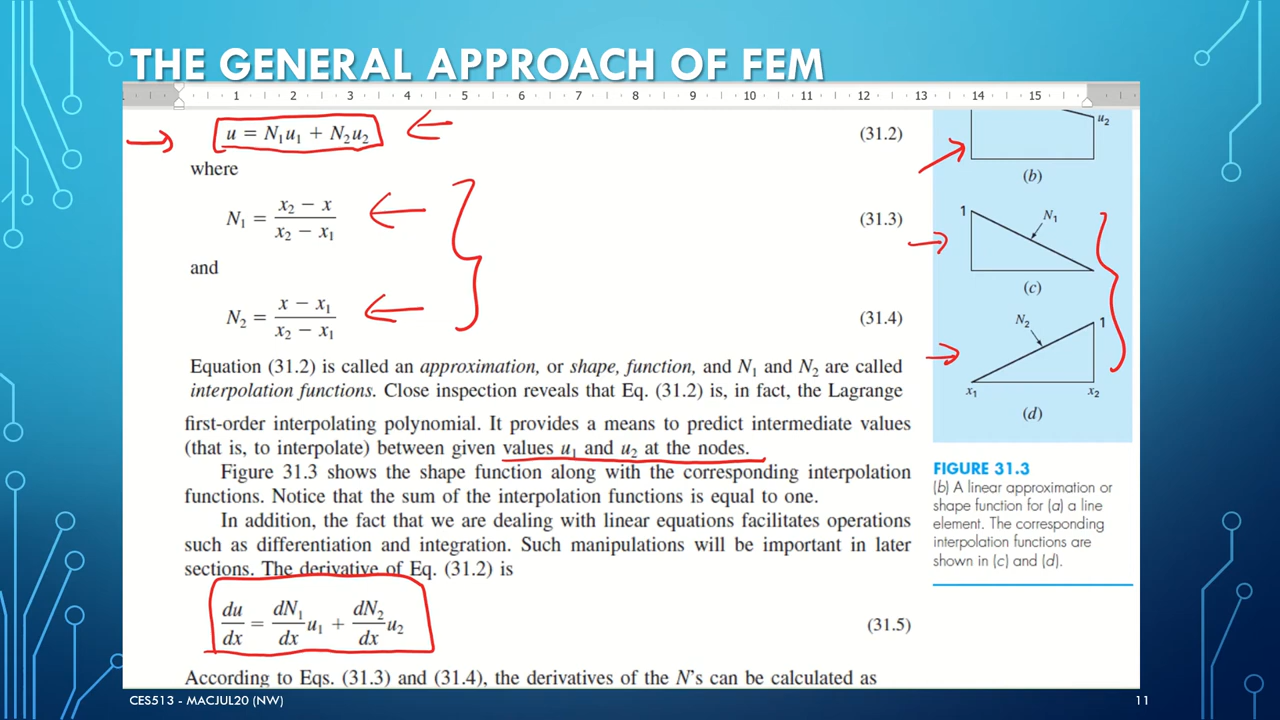 THE GENERAL APPROACH OF FEM
1 2 3 4 5 6 7 8 9 10 11 12 13 14 15
u = N₁u₁ + N₂u₂ (31.2)
where
N₁ = (x₂ − x)/(x₂ − x₁) (31.3)
and
N₂ = (x − x₁)/(x₂ − x₁) (31.4)
Equation (31.2) is called an approximation, or shape, function, and N₁ and N₂ are called
interpolation functions. Close inspection reveals that Eq. (31.2) is, in fact, the Lagrange
first-order interpolating polynomial. It provides a means to predict intermediate values
(that is, to interpolate) between given values u₁ and u₂ at the nodes.
Figure 31.3 shows the shape function along with the corresponding interpolation
functions. Notice that the sum of the interpolation functions is equal to one.
In addition, the fact that we are dealing with linear equations facilitates operations
such as differentiation and integration. Such manipulations will be important in later
sections. The derivative of Eq. (31.2) is
du/dx = dN₁/dx u₁ + dN₂/dx u₂ (31.5)
According to Eqs. (31.3) and (31.4), the derivatives of the N's can be calculated as
u₂
(b)
1
N₁
(c)
N₂
1
x₁ x₂
(d)
FIGURE 31.3
(b) A linear approximation or
shape function for (a) a line
element. The corresponding
interpolation functions are
shown in (c) and (d).
CES513 - MACJUL20 (NW)
11